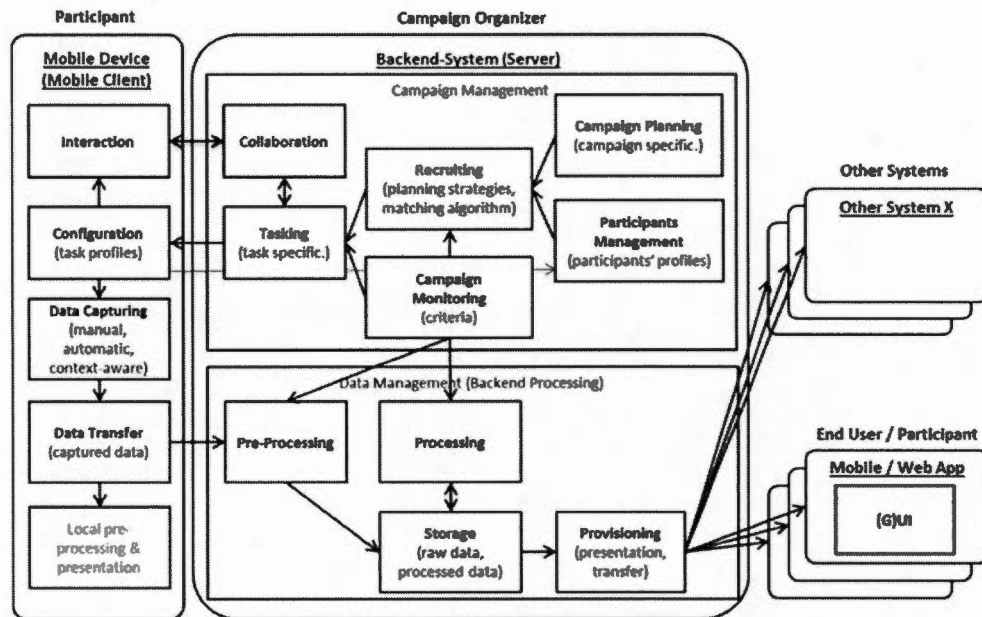 Participant
Campaign Organizer
Mobile Device
(Mobile Client)
Interaction
Configuration
(task profiles)
Data Capturing
(manual,
automatic,
context-aware)
Data Transfer
(captured data)
Local pre-
processing &
presentation
Backend-System (Server)
Campaign Management
Collaboration
Tasking
(task specific.)
Recruiting
(planning strategies,
matching algorithm)
Campaign
Monitoring
(criteria)
Campaign Planning
(campaign specific.)
Participants
Management
(participants' profiles)
Data Management (Backend Processing)
Pre-Processing
Processing
Storage
(raw data,
processed data)
Provisioning
(presentation,
transfer)
Other Systems
Other System X
End User / Participant
Mobile / Web App
(G)UI